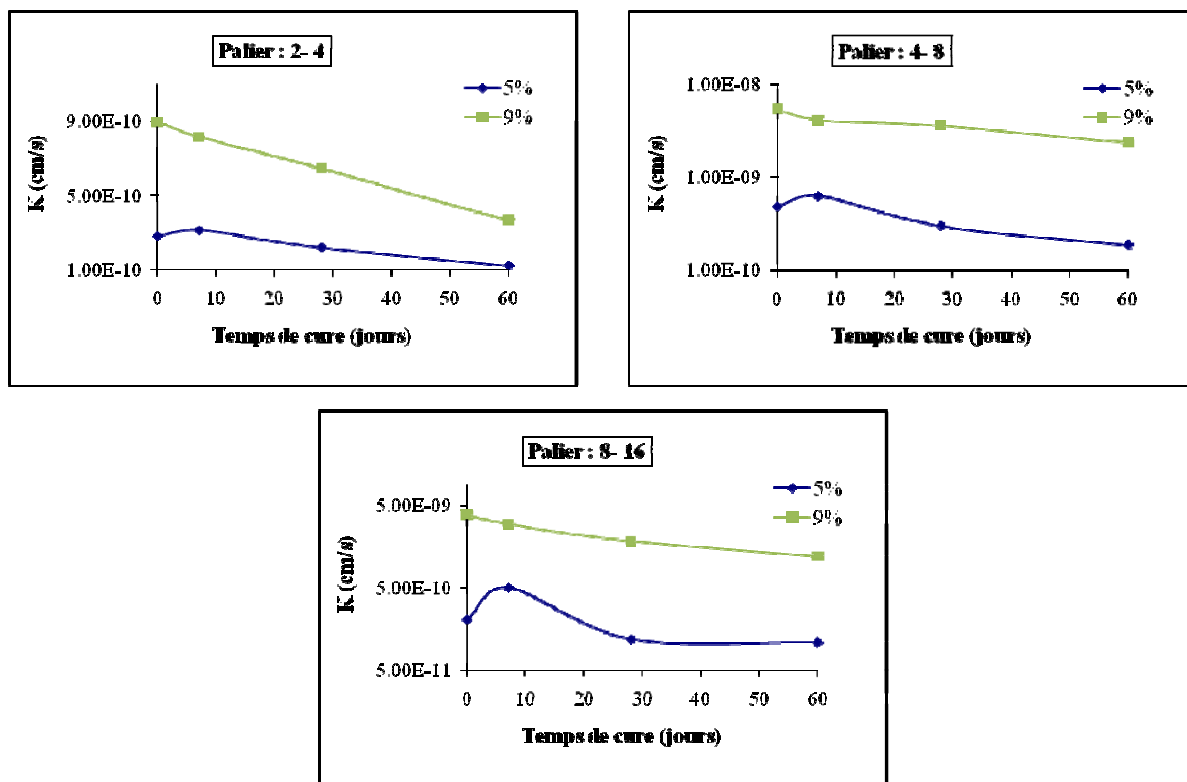 Palier : 2- 4
5%
9%
9.00E-10
5.00E-10
1.00E-10
K (cm/s)
0 10 20 30 40 50 60
Temps de cure (jours)
Palier : 4- 8
5%
9%
1.00E-08
1.00E-09
1.00E-10
K (cm/s)
0 10 20 30 40 50 60
Temps de cure (jours)
Palier : 8- 16
5%
9%
5.00E-09
5.00E-10
5.00E-11
K (cm/s)
0 10 20 30 40 50 60
Temps de cure (jours)